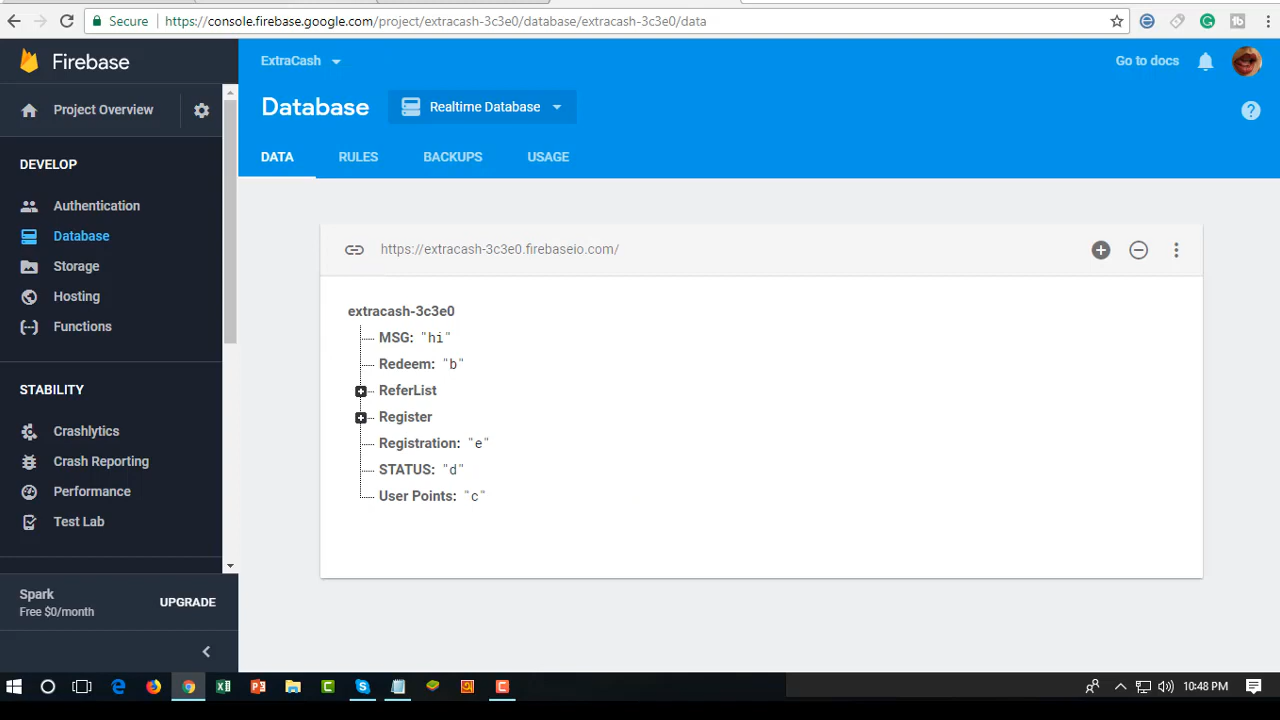 Secure
https://console.firebase.google.com/project/extracash-3c3e0/database/extracash-3c3e0/data
Firebase
ExtraCash
Go to docs
Project Overview
Database
Realtime Database
DATA
RULES
BACKUPS
USAGE
DEVELOP
Authentication
Database
Storage
Hosting
Functions
STABILITY
Crashlytics
Crash Reporting
Performance
Test Lab
Spark
Free $0/month
UPGRADE
https://extracash-3c3e0.firebaseio.com/
extracash-3c3e0
MSG: "hi"
Redeem: "b"
ReferList
Register
Registration: "e"
STATUS: "d"
User Points: "c"
10:48 PM